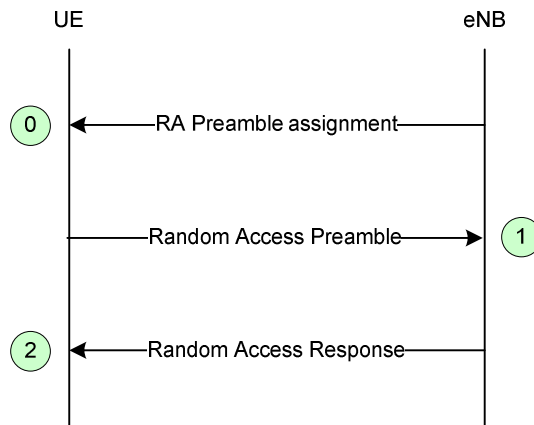 UE
eNB
0
RA Preamble assignment
Random Access Preamble
1
2
Random Access Response